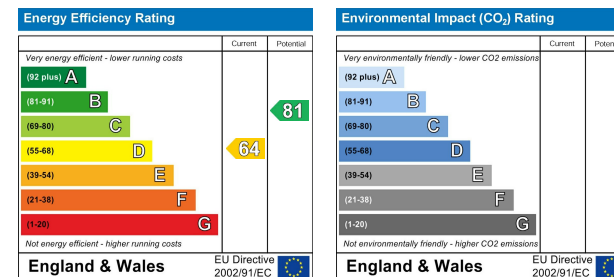 Energy Efficiency Rating
Current Potential
Very energy efficient - lower running costs
(92 plus) A
(81-91) B
(69-80) C
(55-68) D
(39-54) E
(21-38) F
(1-20) G
64
81
Not energy efficient - higher running costs
England & Wales
EU Directive
2002/91/EC
Environmental Impact (CO₂) Rating
Current Poten
Very environmentally friendly - lower CO2 emissions
(92 plus) A
(81-91) B
(69-80) C
(55-68) D
(39-54) E
(21-38) F
(1-20) G
Not environmentally friendly - higher CO2 emissions
England & Wales
EU Directive
2002/91/EC